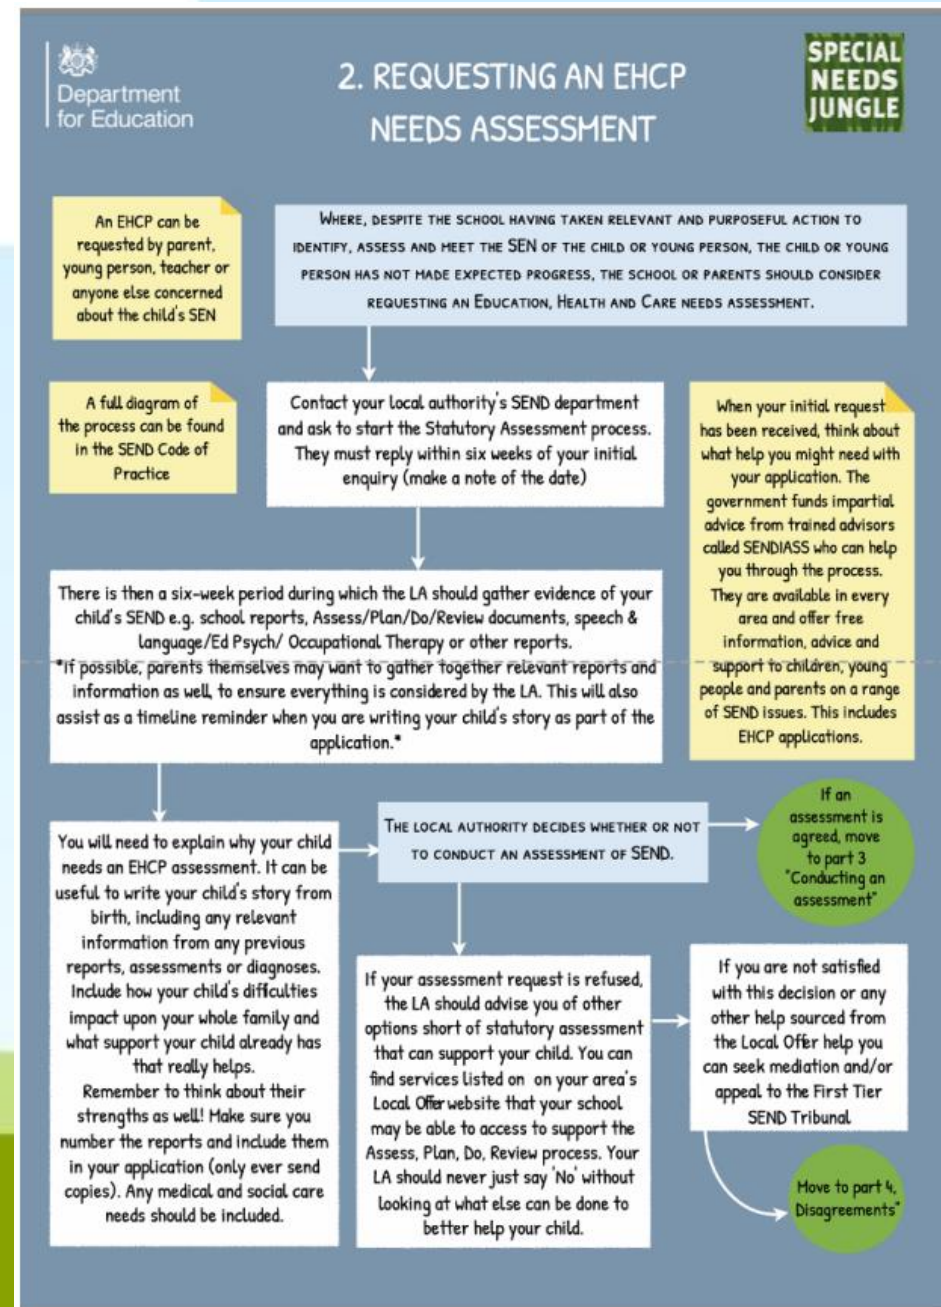 Department
for Education
2. REQUESTING AN EHCP
NEEDS ASSESSMENT
SPECIAL
NEEDS
JUNGLE
An EHCP can be
requested by parent,
young person, teacher or
anyone else concerned
about the child's SEN
WHERE, DESPITE THE SCHOOL HAVING TAKEN RELEVANT AND PURPOSEFUL ACTION TO
IDENTIFY, ASSESS AND MEET THE SEN OF THE CHILD OR YOUNG PERSON, THE CHILD OR YOUNG
PERSON HAS NOT MADE EXPECTED PROGRESS, THE SCHOOL OR PARENTS SHOULD CONSIDER
REQUESTING AN EDUCATION, HEALTH AND CARE NEEDS ASSESSMENT.
A full diagram of
the process can be found
in the SEND Code of
Practice
Contact your local authority's SEND department
and ask to start the Statutory Assessment process.
They must reply within six weeks of your initial
enquiry (make a note of the date)
When your initial request
has been received, think about
what help you might need with
your application. The
government funds impartial
advice from trained advisors
called SENDIASS who can help
you through the process.
They are available in every
area and offer free
information, advice and
support to children, young
people and parents on a range
of SEND issues. This includes
EHCP applications.
There is then a six-week period during which the LA should gather evidence of your
child's SEND e.g. school reports, Assess/Plan/Do/Review documents, speech &
language/Ed Psych/ Occupational Therapy or other reports.
*If possible, parents themselves may want to gather together relevant reports and
information as well, to ensure everything is considered by the LA. This will also
assist as a timeline reminder when you are writing your child's story as part of the
application.*
You will need to explain why your child
needs an EHCP assessment. It can be
useful to write your child's story from
birth, including any relevant
information from any previous
reports, assessments or diagnoses.
Include how your child's difficulties
impact upon your whole family and
what support your child already has
that really helps.
Remember to think about their
strengths as well! Make sure you
number the reports and include them
in your application (only ever send
copies). Any medical and social care
needs should be included.
THE LOCAL AUTHORITY DECIDES WHETHER OR NOT
TO CONDUCT AN ASSESSMENT OF SEND.
If an
assessment is
agreed, move
to part 3
"Conducting an
assessment"
If your assessment request is refused,
the LA should advise you of other
options short of statutory assessment
that can support your child. You can
find services listed on on your area's
Local Offer website that your school
may be able to access to support the
Assess, Plan, Do, Review process. Your
LA should never just say 'No' without
looking at what else can be done to
better help your child.
If you are not satisfied
with this decision or any
other help sourced from
the Local Offer help you
can seek mediation and/or
appeal to the First Tier
SEND Tribunal
Move to part 4,
Disagreements"